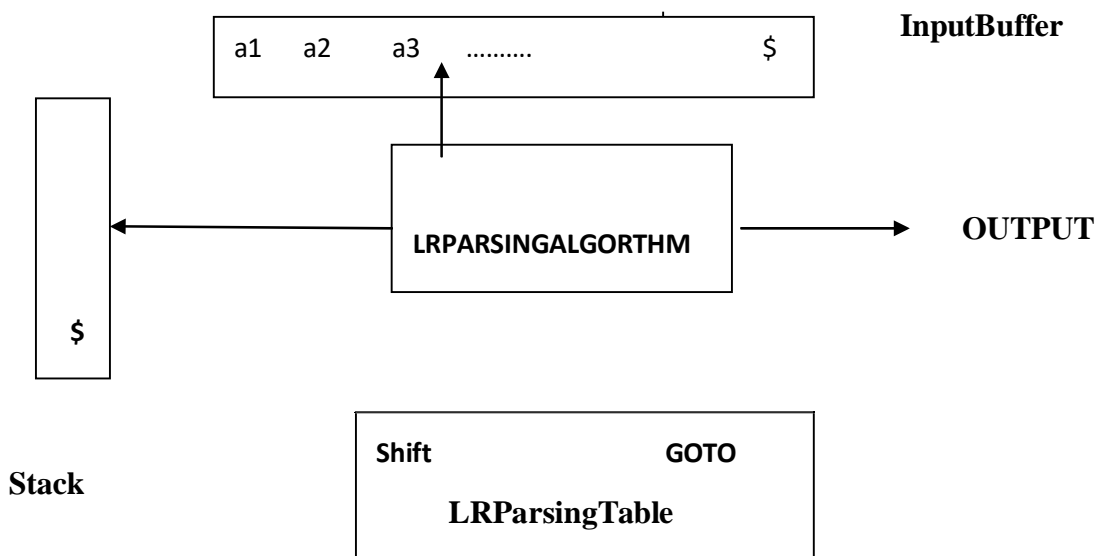 InputBuffer
a1 a2 a3 .......... $
LRPARSINGALGORTHM
OUTPUT
$
Stack
Shift GOTO
LRParsingTable